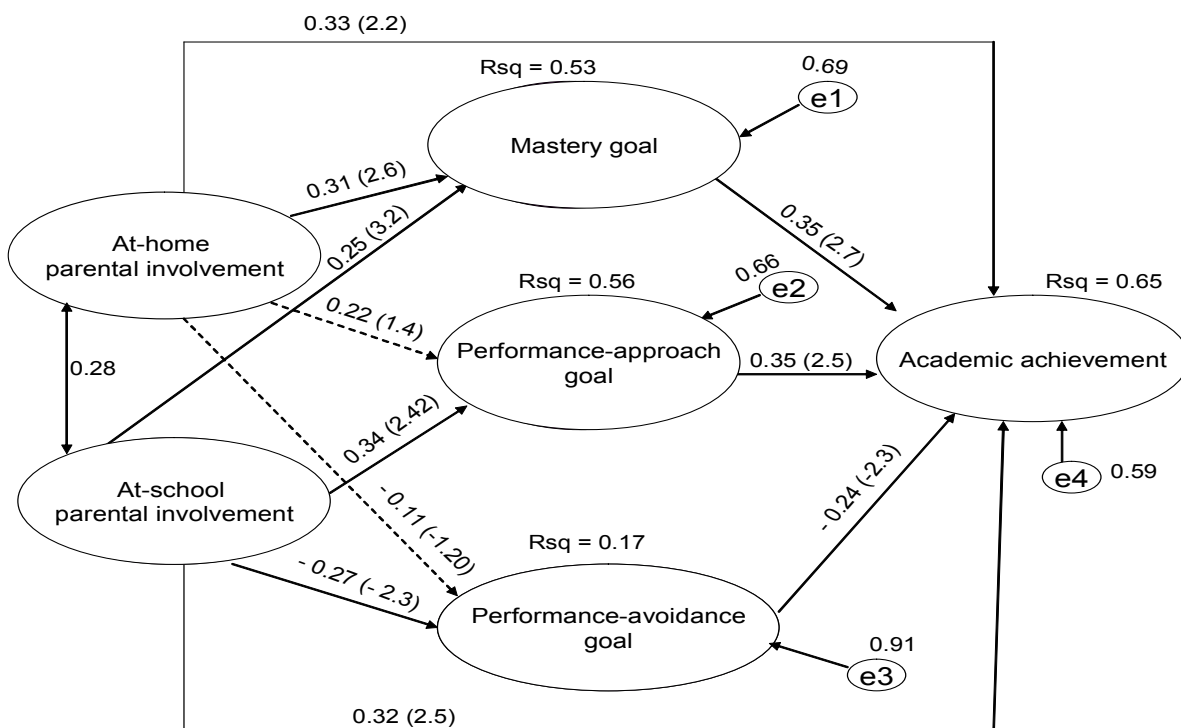 0.33 (2.2)
Rsq = 0.53
0.69
e1
Mastery goal
0.31 (2.6)
0.25 (3.2)
0.35 (2.7)
At-home
parental involvement
0.66
e2
Rsq = 0.56
Rsq = 0.65
0.22 (1.4)
Performance-approach
goal
0.35 (2.5)
Academic achievement
0.28
0.34 (2.42)
At-school
parental involvement
- 0.11 (-1.20)
- 0.24 (-2.3)
e4
0.59
Rsq = 0.17
- 0.27 (- 2.3)
Performance-avoidance
goal
0.91
e3
0.32 (2.5)